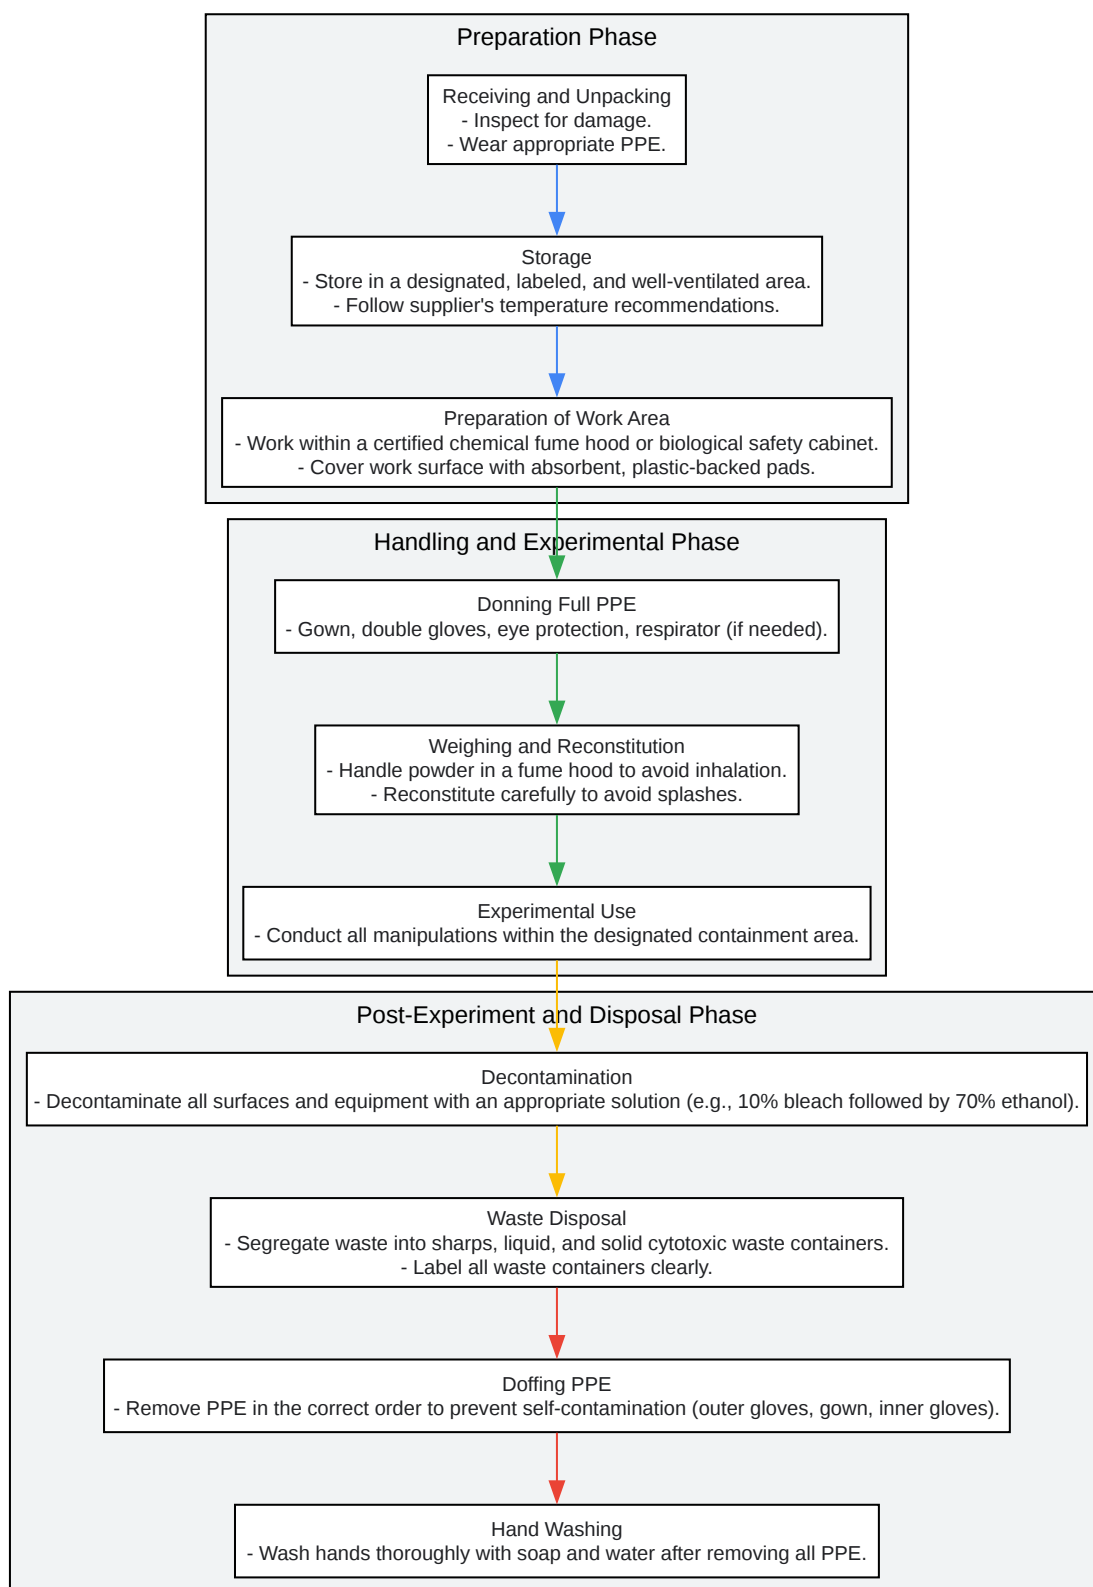 Preparation Phase
Receiving and Unpacking
- Inspect for damage.
- Wear appropriate PPE.
Storage
- Store in a designated, labeled, and well-ventilated area.
- Follow supplier's temperature recommendations.
Preparation of Work Area
- Work within a certified chemical fume hood or biological safety cabinet.
- Cover work surface with absorbent, plastic-backed pads.
Handling and Experimental Phase
Donning Full PPE
- Gown, double gloves, eye protection, respirator (if needed).
Weighing and Reconstitution
- Handle powder in a fume hood to avoid inhalation.
- Reconstitute carefully to avoid splashes.
Experimental Use
- Conduct all manipulations within the designated containment area.
Post-Experiment and Disposal Phase
Decontamination
- Decontaminate all surfaces and equipment with an appropriate solution (e.g., 10% bleach followed by 70% ethanol).
Waste Disposal
- Segregate waste into sharps, liquid, and solid cytotoxic waste containers.
- Label all waste containers clearly.
Doffing PPE
- Remove PPE in the correct order to prevent self-contamination (outer gloves, gown, inner gloves).
Hand Washing
- Wash hands thoroughly with soap and water after removing all PPE.